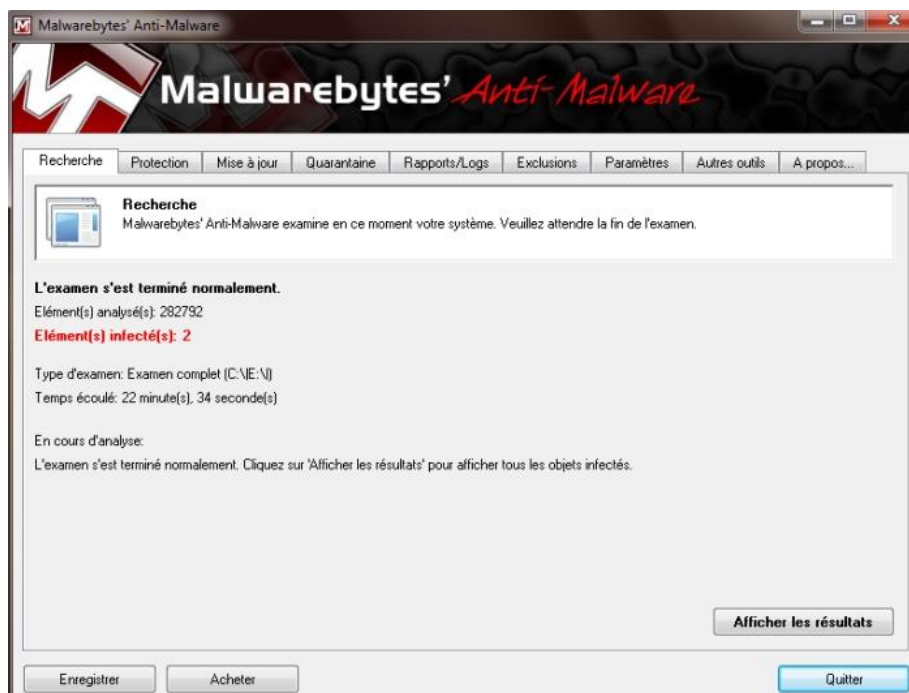 Malwarebytes' Anti-Malware
Malwarebytes' Anti-Malware
Recherche Protection Mise à jour Quarantaine Rapports/Logs Exclusions Paramètres Autres outils A propos...
Recherche
Malwarebytes' Anti-Malware examine en ce moment votre système. Veuillez attendre la fin de l'examen.
L'examen s'est terminé normalement.
Elément(s) analysé(s): 282792
Elément(s) infecté(s): 2
Type d'examen: Examen complet (C:\|E:\|)
Temps écoulé: 22 minute(s), 34 seconde(s)
En cours d'analyse:
L'examen s'est terminé normalement. Cliquez sur 'Afficher les résultats' pour afficher tous les objets infectés.
Afficher les résultats
Enregistrer Acheter Quitter